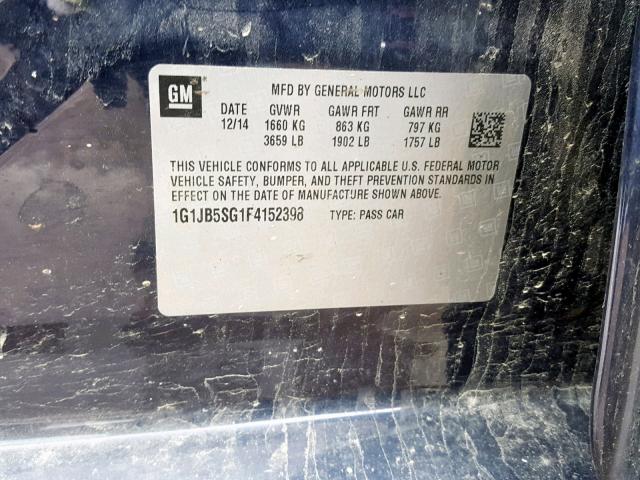 GM
MFD BY GENERAL MOTORS LLC
DATE GVWR GAWR FRT GAWR RR
12/14 1660 KG 863 KG 797 KG
3659 LB 1902 LB 1757 LB
THIS VEHICLE CONFORMS TO ALL APPLICABLE U.S. FEDERAL MOTOR
VEHICLE SAFETY, BUMPER, AND THEFT PREVENTION STANDARDS IN
EFFECT ON THE DATE OF MANUFACTURE SHOWN ABOVE.
1G1JB5SG1F4152398 TYPE: PASS CAR